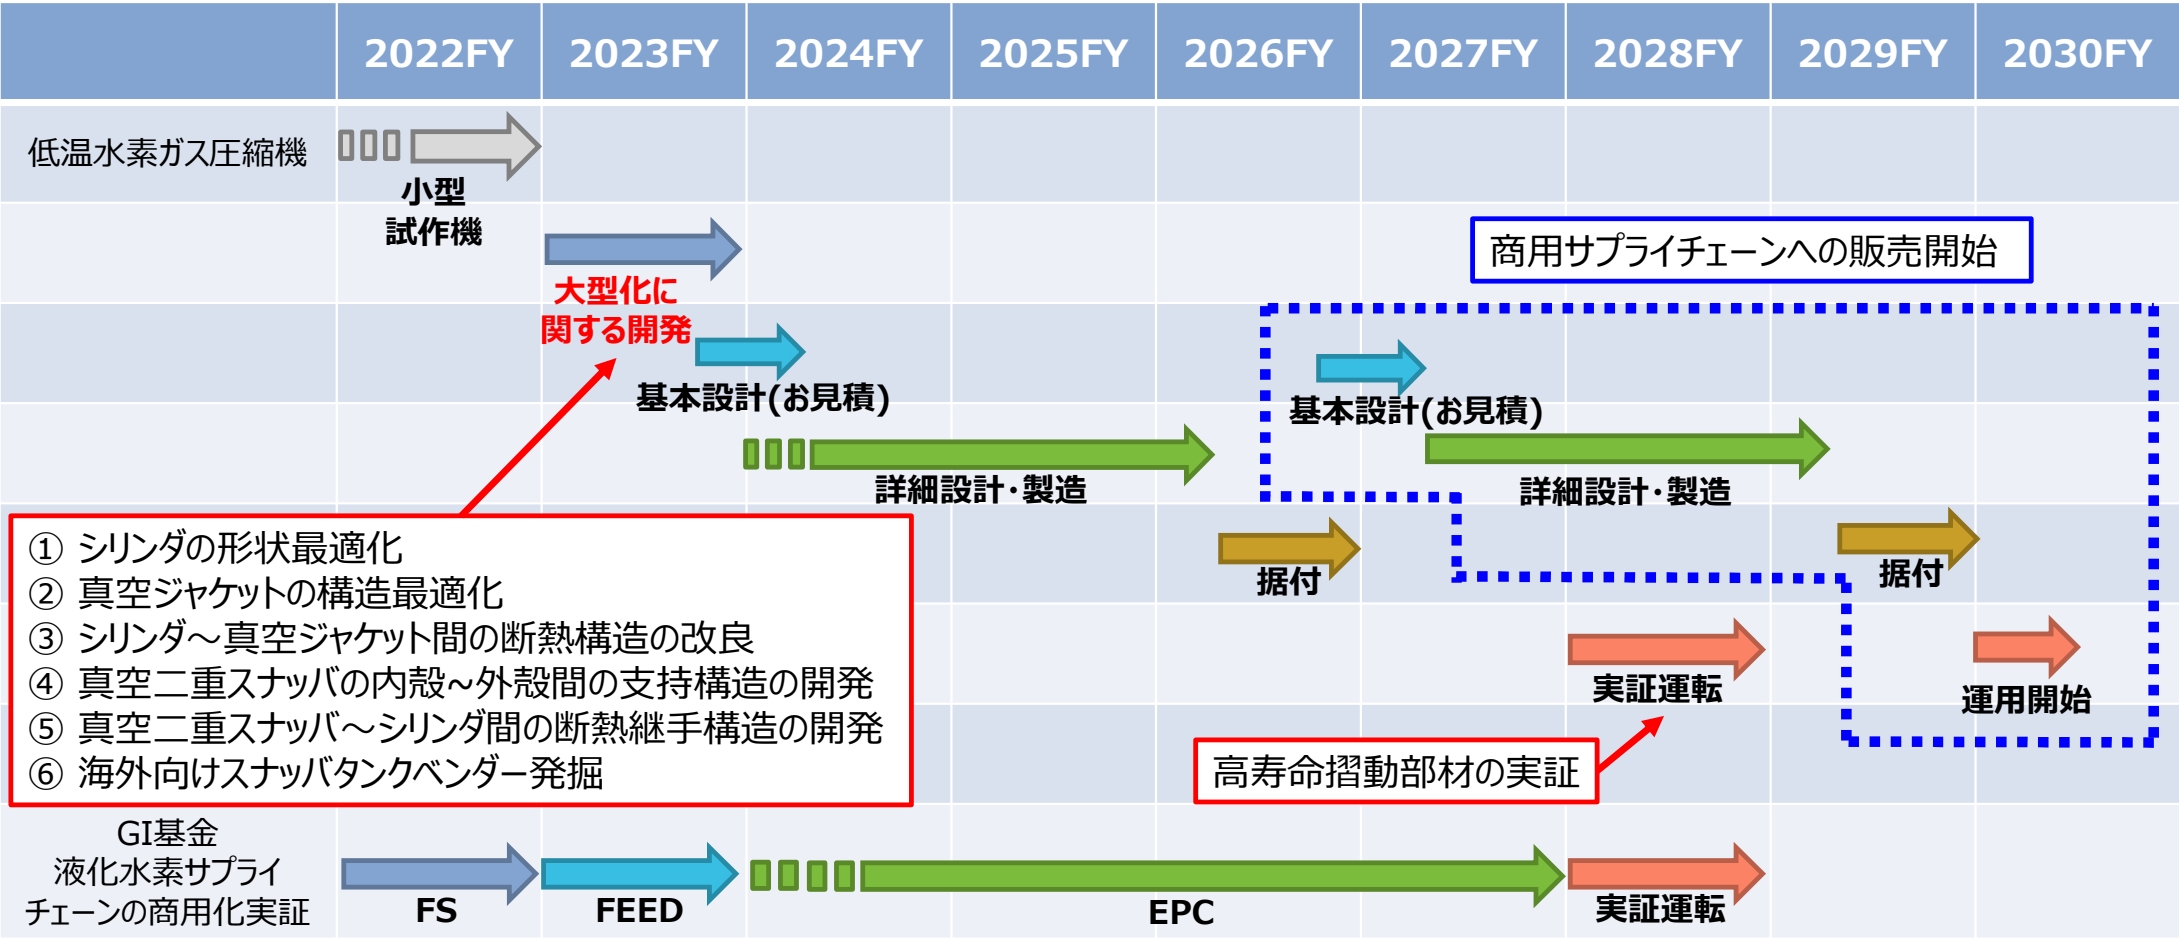 2022FY 2023FY 2024FY 2025FY 2026FY 2027FY 2028FY 2029FY 2030FY
低温水素ガス圧縮機
小型
試作機
大型化に
関する開発
商用サプライチェーンへの販売開始
基本設計(お見積)
基本設計(お見積)
詳細設計・製造
詳細設計・製造
① シリンダの形状最適化
② 真空ジャケットの構造最適化
③ シリンダ～真空ジャケット間の断熱構造の改良
④ 真空二重スナッバの内殻~外殻間の支持構造の開発
⑤ 真空二重スナッバ～シリンダ間の断熱継手構造の開発
⑥ 海外向けスナッバタンクベンダー発掘
据付
据付
実証運転
運用開始
高寿命摺動部材の実証
GI基金
液化水素サプライ
チェーンの商用化実証
FS
FEED
EPC
実証運転